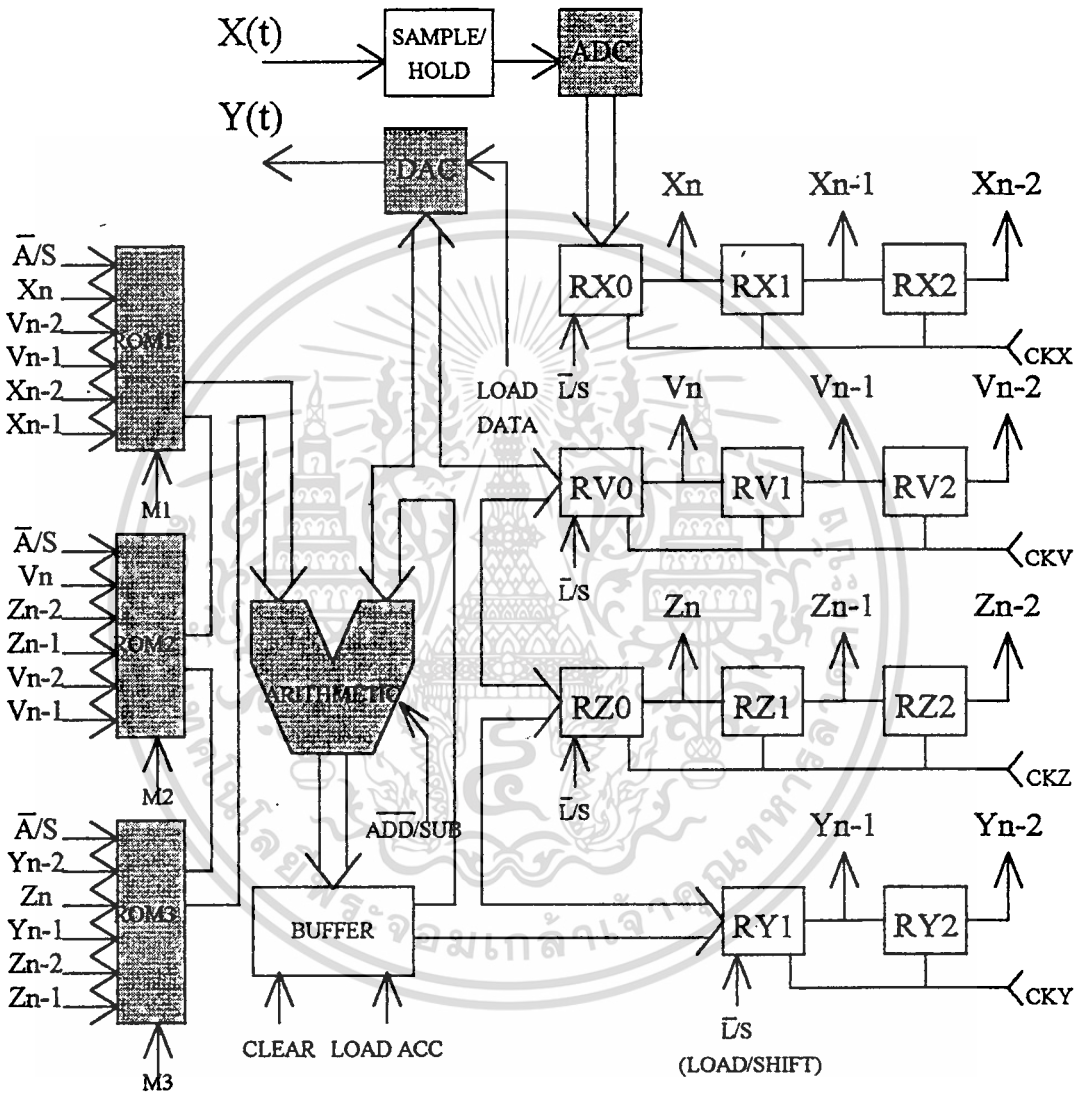 X(t)
SAMPLE/
HOLD
ADC
Y(t)
DAC
Xn
Xn-1
Xn-2
A̅/S
Xn
Vn-2
Vn-1
Xn-2
Xn-1
ROM1
M1
RX0
RX1
RX2
CKX
L̅/S
LOAD
DATA
Vn
Vn-1
Vn-2
RV0
RV1
RV2
CKV
L̅/S
A̅/S
Vn
Zn-2
Zn-1
Vn-2
Vn-1
ROM2
M2
ARITHMETIC
A̅D̅D̅/SUB
Zn
Zn-1
Zn-2
RZ0
RZ1
RZ2
CKZ
L̅/S
A̅/S
Yn-2
Zn
Yn-1
Zn-2
Zn-1
ROM3
M3
BUFFER
CLEAR
LOAD ACC
Yn-1
Yn-2
RY1
RY2
CKY
L̅/S
(LOAD/SHIFT)